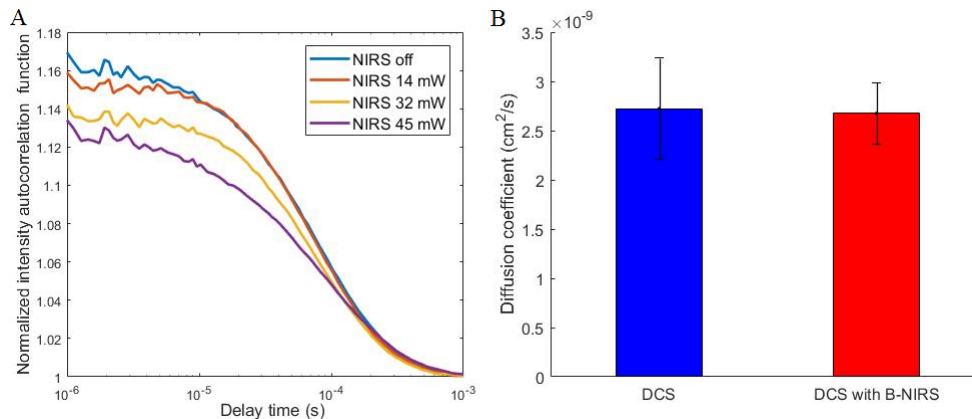 A
Normalized intensity autocorrelation function
1.18
1.16
1.14
1.12
1.1
1.08
1.06
1.04
1.02
1
NIRS off
NIRS 14 mW
NIRS 32 mW
NIRS 45 mW
10-6
10-5
10-4
10-3
Delay time (s)
B
×10-9
Diffusion coefficient (cm2/s)
3.5
3
2.5
2
1.5
1
0.5
0
DCS
DCS with B-NIRS